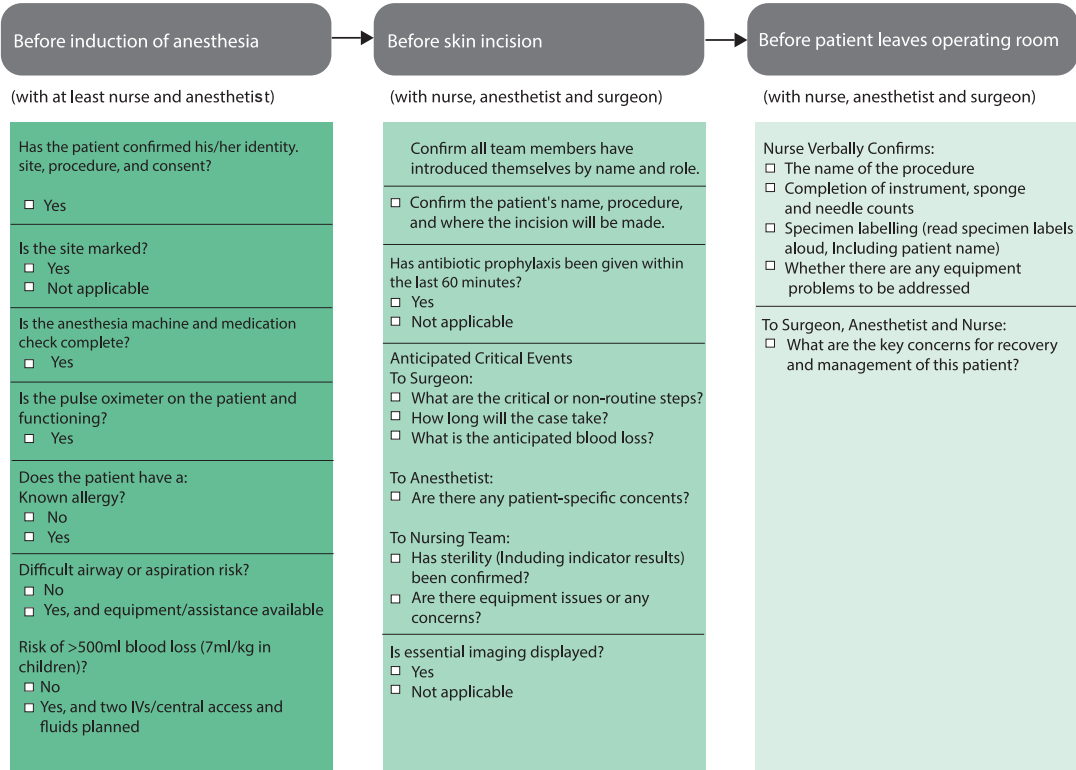 Before induction of anesthesia
(with at least nurse and anesthetist)
Has the patient confirmed his/her identity.
site, procedure, and consent?
Yes
Is the site marked?
Yes
Not applicable
Is the anesthesia machine and medication
check complete?
Yes
Is the pulse oximeter on the patient and
functioning?
Yes
Does the patient have a:
Known allergy?
No
Yes
Difficult airway or aspiration risk?
No
Yes, and equipment/assistance available
Risk of >500ml blood loss (7ml/kg in
children)?
No
Yes, and two IVs/central access and
fluids planned
Before skin incision
(with nurse, anesthetist and surgeon)
Confirm all team members have
introduced themselves by name and role.
Confirm the patient's name, procedure,
and where the incision will be made.
Has antibiotic prophylaxis been given within
the last 60 minutes?
Yes
Not applicable
Anticipated Critical Events
To Surgeon:
What are the critical or non-routine steps?
How long will the case take?
What is the anticipated blood loss?
To Anesthetist:
Are there any patient-specific concents?
To Nursing Team:
Has sterility (Including indicator results)
been confirmed?
Are there equipment issues or any
concerns?
Is essential imaging displayed?
Yes
Not applicable
Before patient leaves operating room
(with nurse, anesthetist and surgeon)
Nurse Verbally Confirms:
The name of the procedure
Completion of instrument, sponge
and needle counts
Specimen labelling (read specimen labels
aloud, Including patient name)
Whether there are any equipment
problems to be addressed
To Surgeon, Anesthetist and Nurse:
What are the key concerns for recovery
and management of this patient?